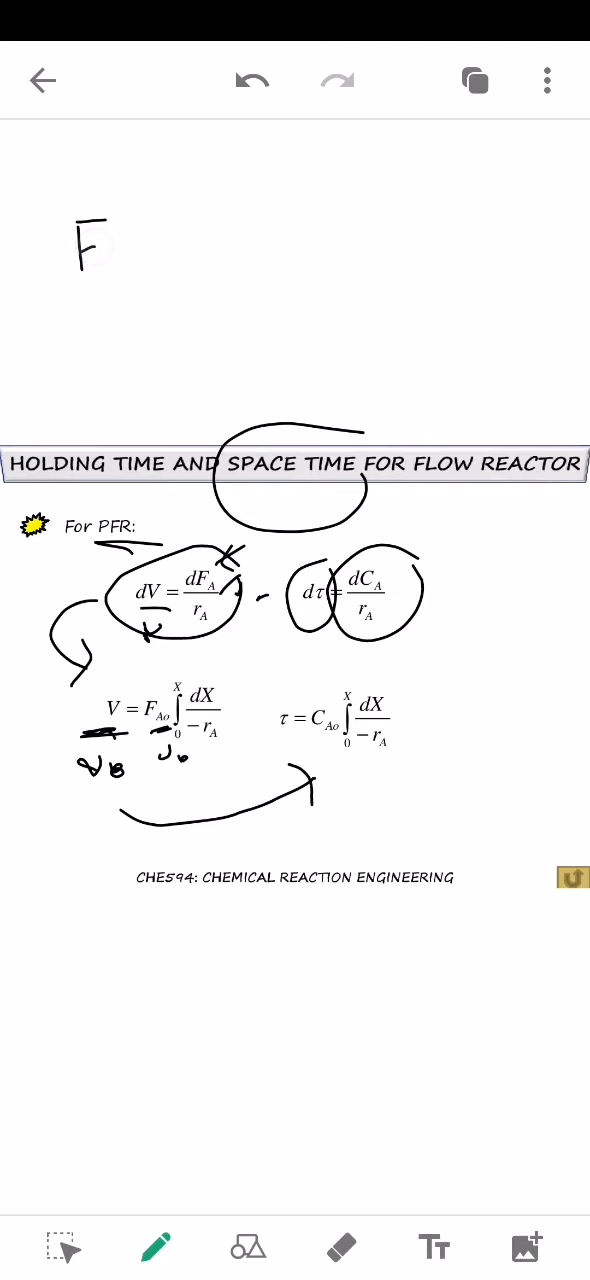 F
HOLDING TIME AND SPACE TIME FOR FLOW REACTOR
For PFR:
dV = dF_A / r_A
dτ = dC_A / r_A
V = F_Ao ∫_0^X dX / −r_A
τ = C_Ao ∫_0^X dX / −r_A
CHE594: CHEMICAL REACTION ENGINEERING
TT